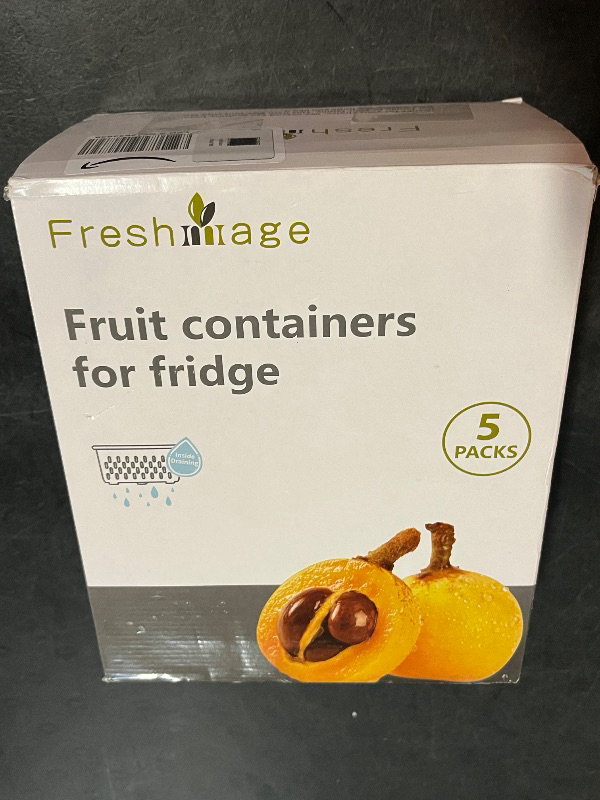 Freshmage
Fruit containers
for fridge
5
PACKS
Inside
Draining